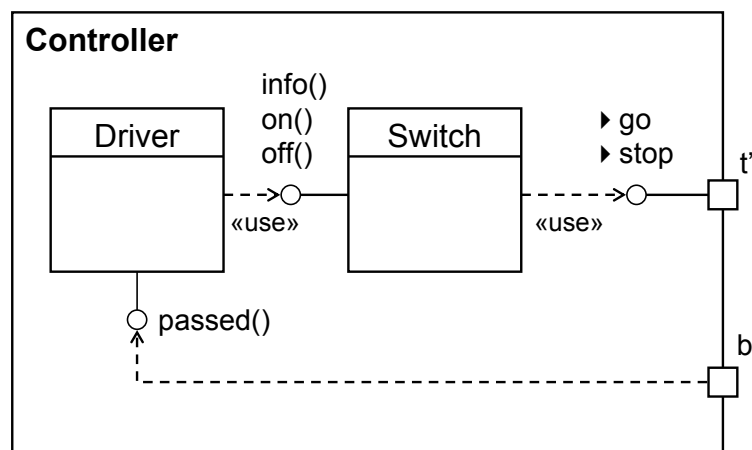 Controller
info()
on()
off()
Driver
Switch
go
stop
t'
«use»
«use»
passed()
b